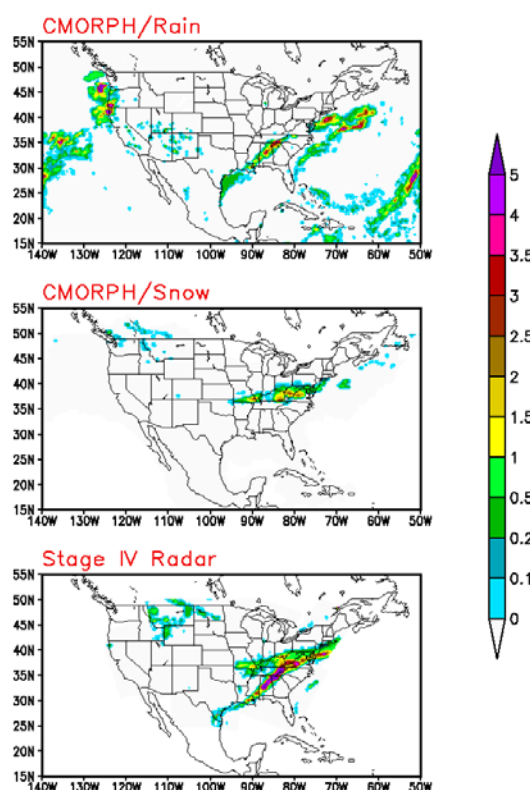 CMORPH/Rain
55N
50N
45N
40N
35N
30N
25N
20N
15N
140W 130W 120W 110W 100W 90W 80W 70W 60W 50W
CMORPH/Snow
55N
50N
45N
40N
35N
30N
25N
20N
15N
140W 130W 120W 110W 100W 90W 80W 70W 60W 50W
Stage IV Radar
55N
50N
45N
40N
35N
30N
25N
20N
15N
140W 130W 120W 110W 100W 90W 80W 70W 60W 50W
5
4
3.5
3
2.5
2
1.5
1
0.5
0.2
0.1
0